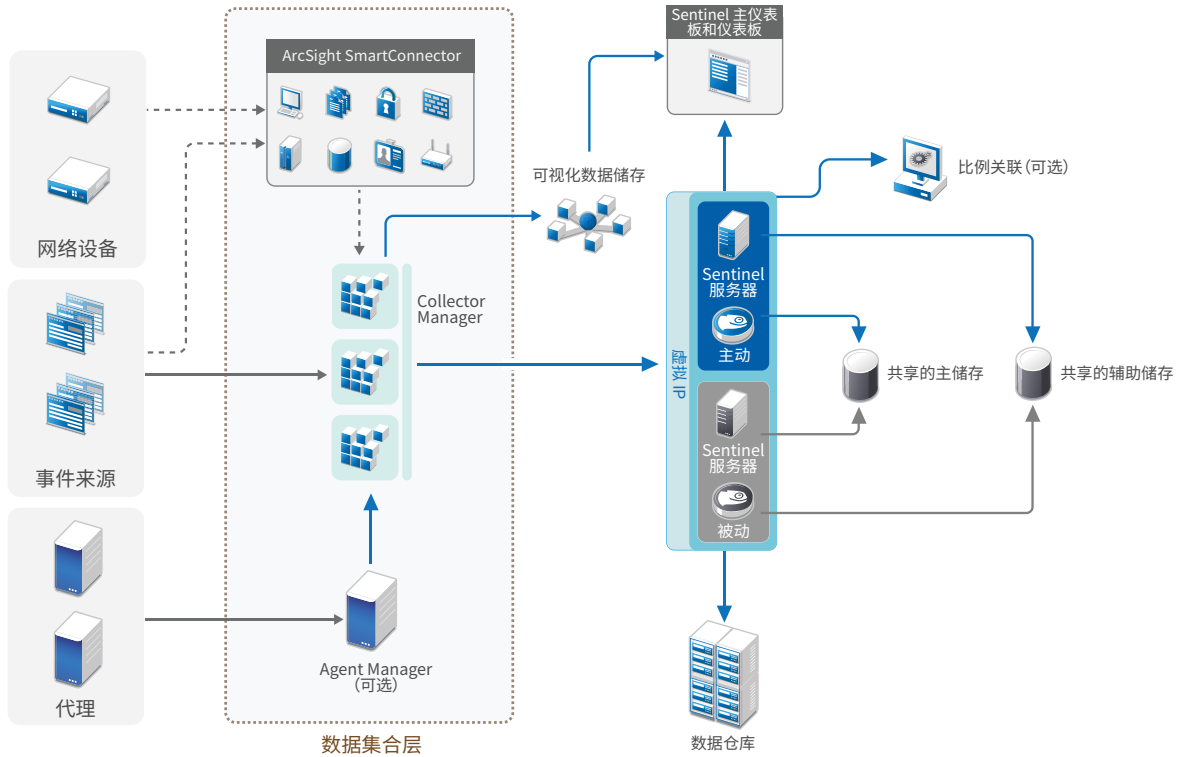 Sentinel 主仪表
板和仪表板
ArcSight SmartConnector
网络设备
可视化数据储存
比例关联（可选）
Collector
Manager
Sentinel
服务器
主动
虚拟 IP
共享的主储存
共享的辅助储存
Sentinel
服务器
被动
事件来源
Agent Manager
（可选）
代理
数据集合层
数据仓库